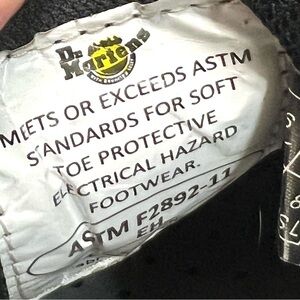 Dr.
Martens
MEETS OR EXCEEDS ASTM
STANDARDS FOR SOFT
TOE PROTECTIVE
ELECTRICAL HAZARD
FOOTWEAR.
ASTM F2892-11
EH